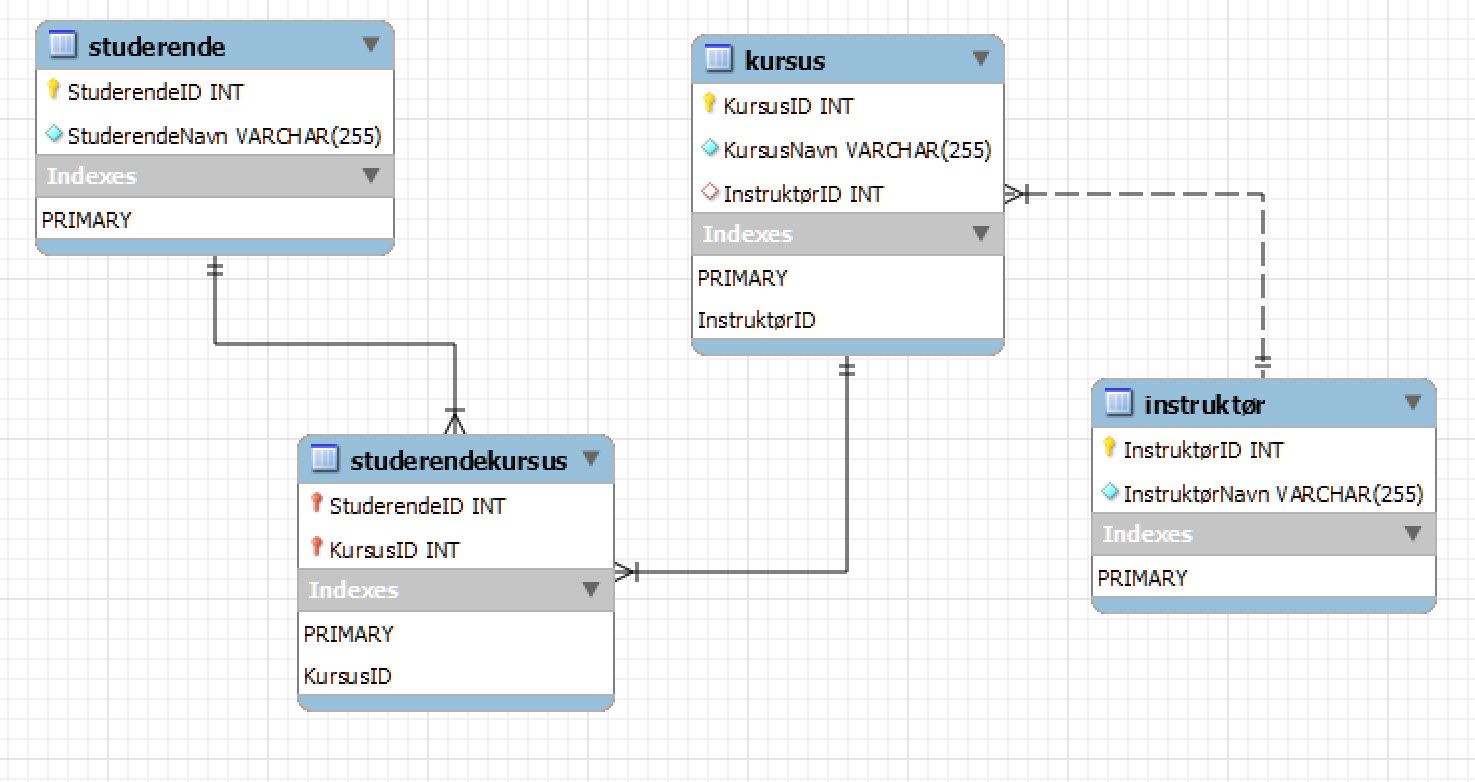 studerende
StuderendeID INT
StuderendeNavn VARCHAR(255)
Indexes
PRIMARY
kursus
KursusID INT
KursusNavn VARCHAR(255)
InstruktørID INT
Indexes
PRIMARY
InstruktørID
studerendekursus
StuderendeID INT
KursusID INT
Indexes
PRIMARY
KursusID
instruktør
InstruktørID INT
InstruktørNavn VARCHAR(255)
Indexes
PRIMARY